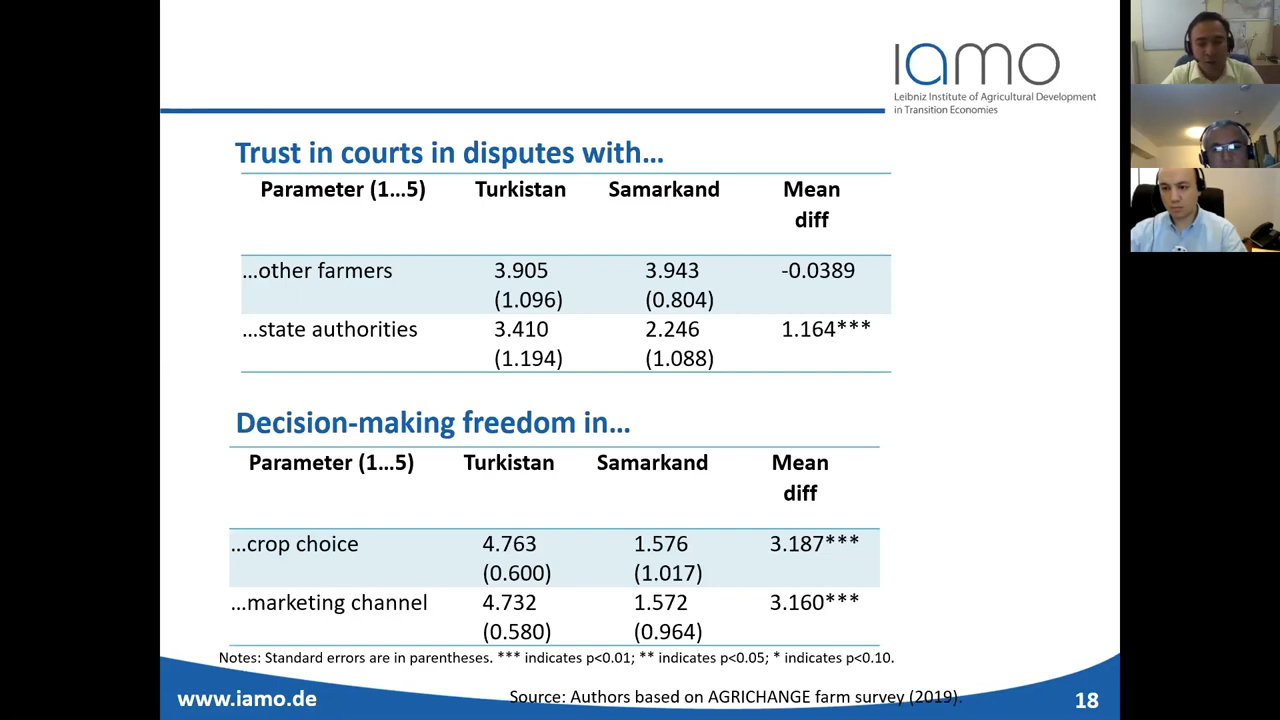 iamo
Leibniz Institute of Agricultural Development
in Transition Economies
Trust in courts in disputes with…
Parameter (1…5) Turkistan Samarkand Mean
diff
…other farmers 3.905 3.943 -0.0389
(1.096) (0.804)
…state authorities 3.410 2.246 1.164***
(1.194) (1.088)
Decision-making freedom in…
Parameter (1…5) Turkistan Samarkand Mean
diff
…crop choice 4.763 1.576 3.187***
(0.600) (1.017)
…marketing channel 4.732 1.572 3.160***
(0.580) (0.964)
Notes: Standard errors are in parentheses. *** indicates p<0.01; ** indicates p<0.05; * indicates p<0.10.
www.iamo.de Source: Authors based on AGRICHANGE farm survey (2019). 18